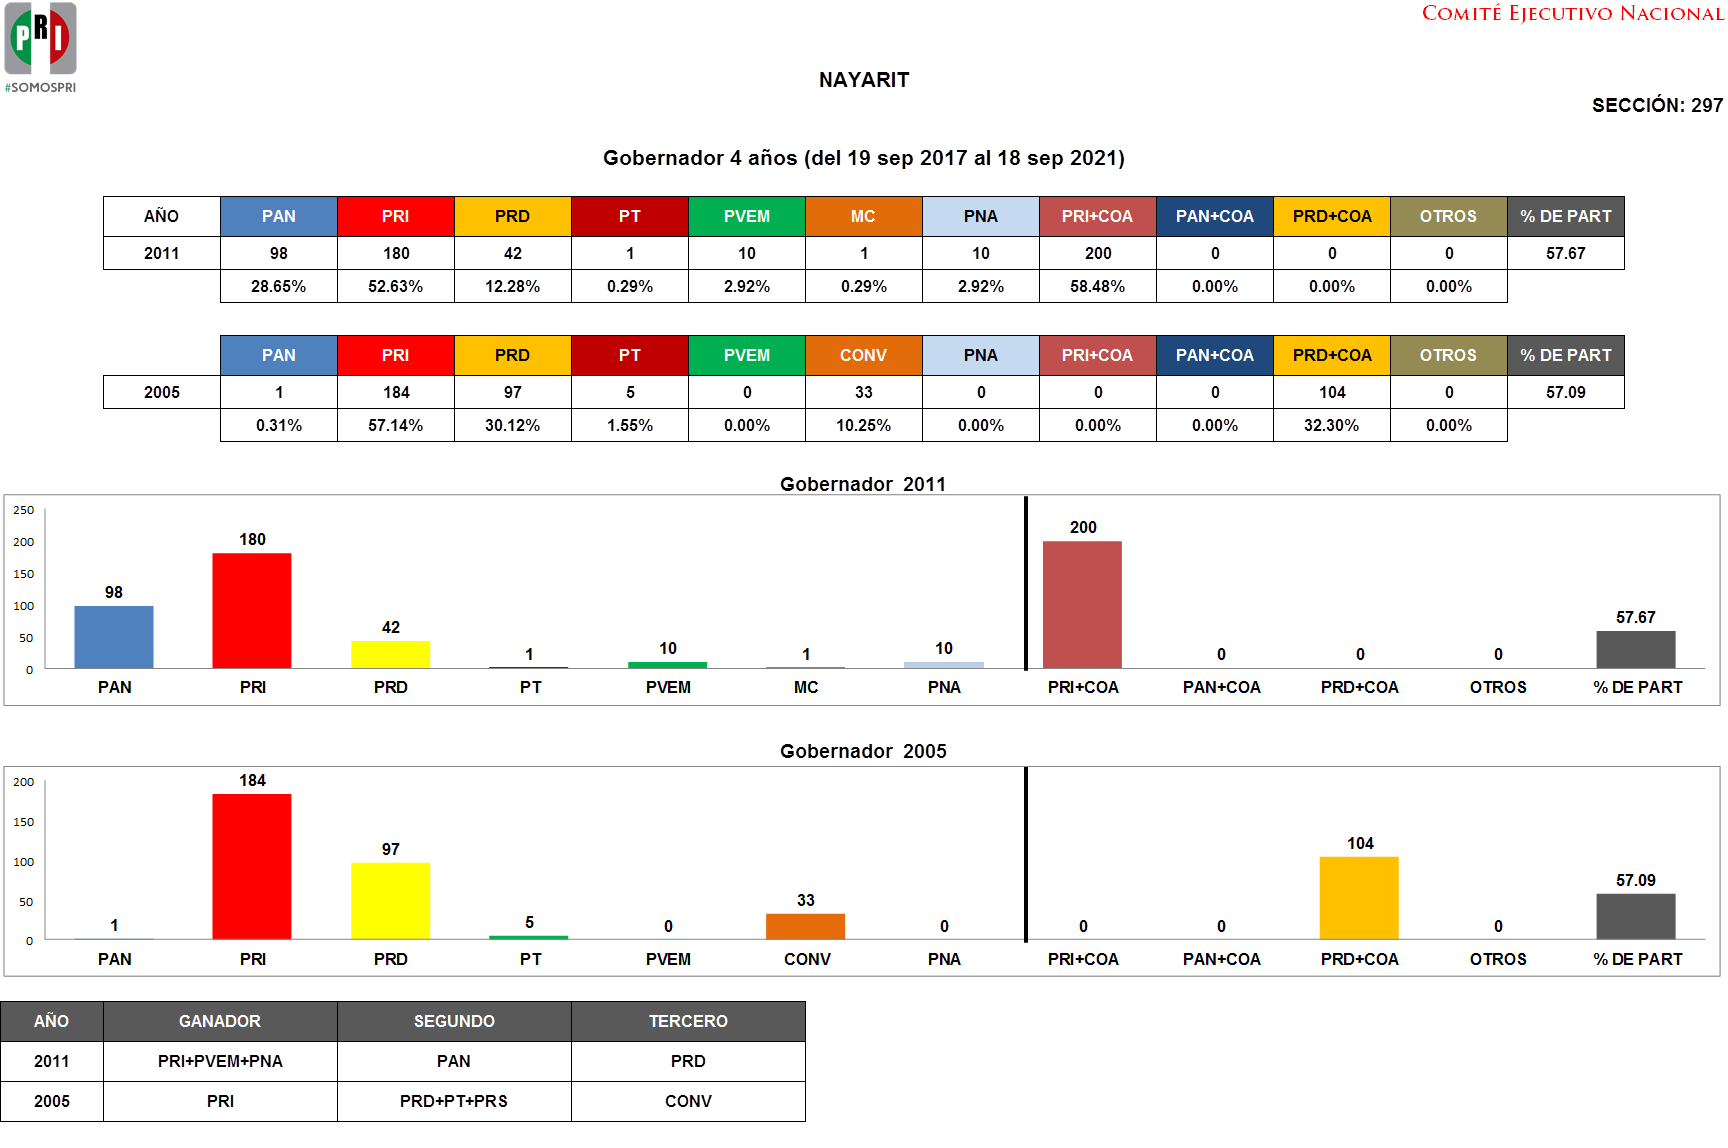 COMITÉ EJECUTIVO NACIONAL
PRI
#SOMOSPRI
NAYARIT
SECCIÓN: 297
Gobernador 4 años (del 19 sep 2017 al 18 sep 2021)
AÑO PAN PRI PRD PT PVEM MC PNA PRI+COA PAN+COA PRD+COA OTROS % DE PART
2011 98 180 42 1 10 1 10 200 0 0 0 57.67
28.65% 52.63% 12.28% 0.29% 2.92% 0.29% 2.92% 58.48% 0.00% 0.00% 0.00%
PAN PRI PRD PT PVEM CONV PNA PRI+COA PAN+COA PRD+COA OTROS % DE PART
2005 1 184 97 5 0 33 0 0 0 104 0 57.09
0.31% 57.14% 30.12% 1.55% 0.00% 10.25% 0.00% 0.00% 0.00% 32.30% 0.00%
Gobernador 2011
250
200
150
100
50
0
98 180 42 1 10 1 10 200 0 0 0 57.67
PAN PRI PRD PT PVEM MC PNA PRI+COA PAN+COA PRD+COA OTROS % DE PART
Gobernador 2005
200
150
100
50
0
1 184 97 5 0 33 0 0 0 104 0 57.09
PAN PRI PRD PT PVEM CONV PNA PRI+COA PAN+COA PRD+COA OTROS % DE PART
AÑO GANADOR SEGUNDO TERCERO
2011 PRI+PVEM+PNA PAN PRD
2005 PRI PRD+PT+PRS CONV